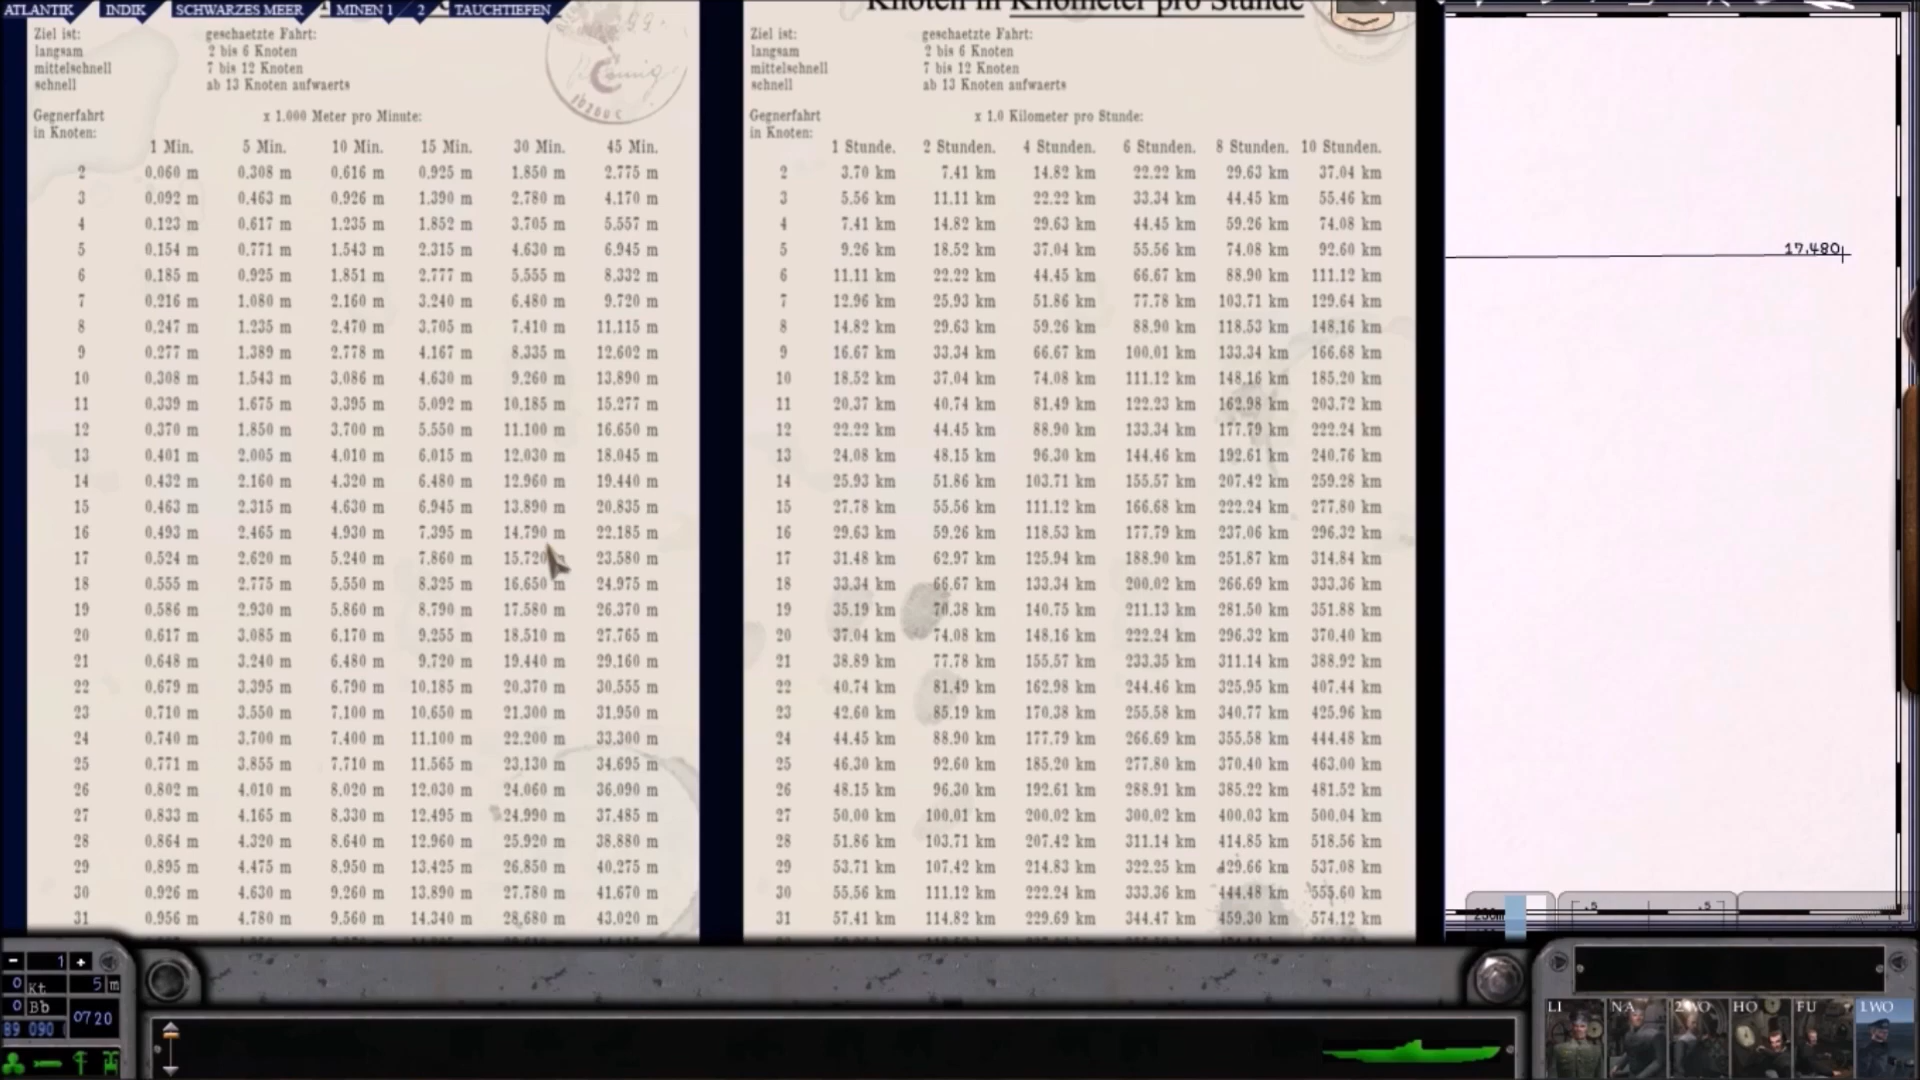 ATLANTIK INDIK SCHWARZES MEER MINEN 1 / 2 TAUCHTIEFEN
Ziel ist: geschaetzte Fahrt:
langsam 2 bis 6 Knoten
mittelschnell 7 bis 12 Knoten
schnell ab 13 Knoten aufwaerts
Gegnerfahrt x 1.000 Meter pro Minute:
in Knoten:
1 Min. 5 Min. 10 Min. 15 Min. 30 Min. 45 Min.
2 0,060 m 0.308 m 0.616 m 0.925 m 1.850 m 2.775 m
3 0.092 m 0.463 m 0.926 m 1.390 m 2.780 m 4.170 m
4 0.123 m 0.617 m 1.235 m 1.852 m 3.705 m 5.557 m
5 0.154 m 0.771 m 1.543 m 2.315 m 4.630 m 6.945 m
6 0.185 m 0.925 m 1.851 m 2.777 m 5.555 m 8.332 m
7 0.216 m 1.080 m 2.160 m 3.240 m 6.480 m 9.720 m
8 0.247 m 1.235 m 2.470 m 3.705 m 7.410 m 11.115 m
9 0.277 m 1.389 m 2.778 m 4.167 m 8.335 m 12.602 m
10 0.308 m 1.543 m 3.086 m 4.630 m 9.260 m 13.890 m
11 0.339 m 1.675 m 3.395 m 5.092 m 10.185 m 15.277 m
12 0.370 m 1.850 m 3.700 m 5.550 m 11.100 m 16.650 m
13 0.401 m 2.005 m 4.010 m 6.015 m 12.030 m 18.045 m
14 0.432 m 2.160 m 4.320 m 6.480 m 12.960 m 19.440 m
15 0.463 m 2.315 m 4.630 m 6.945 m 13.890 m 20.835 m
16 0.493 m 2.465 m 4.930 m 7.395 m 14.790 m 22.185 m
17 0.524 m 2.620 m 5.240 m 7.860 m 15.720 m 23.580 m
18 0.555 m 2.775 m 5.550 m 8.325 m 16.650 m 24.975 m
19 0.586 m 2.930 m 5.860 m 8.790 m 17.580 m 26.370 m
20 0.617 m 3.085 m 6.170 m 9.255 m 18.510 m 27.765 m
21 0.648 m 3.240 m 6.480 m 9.720 m 19.440 m 29.160 m
22 0.679 m 3.395 m 6.790 m 10.185 m 20.370 m 30.555 m
23 0.710 m 3.550 m 7.100 m 10.650 m 21.300 m 31.950 m
24 0.740 m 3.700 m 7.400 m 11.100 m 22.200 m 33.300 m
25 0.771 m 3.855 m 7.710 m 11.565 m 23.130 m 34.695 m
26 0.802 m 4.010 m 8.020 m 12.030 m 24.060 m 36.090 m
27 0.833 m 4.165 m 8.330 m 12.495 m 24.990 m 37.485 m
28 0.864 m 4.320 m 8.640 m 12.960 m 25.920 m 38.880 m
29 0.895 m 4.475 m 8.950 m 13.425 m 26.850 m 40.275 m
30 0.926 m 4.630 m 9.260 m 13.890 m 27.780 m 41.670 m
31 0.956 m 4.780 m 9.560 m 14.340 m 28.680 m 43.020 m
Knoten in Kilometer pro Stunde
Ziel ist: geschaetzte Fahrt:
langsam 2 bis 6 Knoten
mittelschnell 7 bis 12 Knoten
schnell ab 13 Knoten aufwaerts
Gegnerfahrt x 1.0 Kilometer pro Stunde:
in Knoten:
1 Stunde. 2 Stunden. 4 Stunden. 6 Stunden. 8 Stunden. 10 Stunden.
2 3.70 km 7.41 km 14.82 km 22.22 km 29.63 km 37.04 km
3 5.56 km 11.11 km 22.22 km 33.34 km 44.45 km 55.46 km
4 7.41 km 14.82 km 29.63 km 44.45 km 59.26 km 74.08 km
5 9.26 km 18.52 km 37.04 km 55.56 km 74.08 km 92.60 km
6 11.11 km 22.22 km 44.45 km 66.67 km 88.90 km 111.12 km
7 12.96 km 25.93 km 51.86 km 77.78 km 103.71 km 129.64 km
8 14.82 km 29.63 km 59.26 km 88.90 km 118.53 km 148.16 km
9 16.67 km 33.34 km 66.67 km 100.01 km 133.34 km 166.68 km
10 18.52 km 37.04 km 74.08 km 111.12 km 148.16 km 185.20 km
11 20.37 km 40.74 km 81.49 km 122.23 km 162.98 km 203.72 km
12 22.22 km 44.45 km 88.90 km 133.34 km 177.79 km 222.24 km
13 24.08 km 48.15 km 96.30 km 144.46 km 192.61 km 240.76 km
14 25.93 km 51.86 km 103.71 km 155.57 km 207.42 km 259.28 km
15 27.78 km 55.56 km 111.12 km 166.68 km 222.24 km 277.80 km
16 29.63 km 59.26 km 118.53 km 177.79 km 237.06 km 296.32 km
17 31.48 km 62.97 km 125.94 km 188.90 km 251.87 km 314.84 km
18 33.34 km 66.67 km 133.34 km 200.02 km 266.69 km 333.36 km
19 35.19 km 70.38 km 140.75 km 211.13 km 281.50 km 351.88 km
20 37.04 km 74.08 km 148.16 km 222.24 km 296.32 km 370.40 km
21 38.89 km 77.78 km 155.57 km 233.35 km 311.14 km 388.92 km
22 40.74 km 81.49 km 162.98 km 244.46 km 325.95 km 407.44 km
23 42.60 km 85.19 km 170.38 km 255.58 km 340.77 km 425.96 km
24 44.45 km 88.90 km 177.79 km 266.69 km 355.58 km 444.48 km
25 46.30 km 92.60 km 185.20 km 277.80 km 370.40 km 463.00 km
26 48.15 km 96.30 km 192.61 km 288.91 km 385.22 km 481.52 km
27 50.00 km 100.01 km 200.02 km 300.02 km 400.03 km 500.04 km
28 51.86 km 103.71 km 207.42 km 311.14 km 414.85 km 518.56 km
29 53.71 km 107.42 km 214.83 km 322.25 km 429.66 km 537.08 km
30 55.56 km 111.12 km 222.24 km 333.36 km 444.48 km 555.60 km
31 57.41 km 114.82 km 229.69 km 344.47 km 459.30 km 574.12 km
17.480
.5 .5
- 1 +
0 Kt 5 m
0 Bb 0720
89 090
LI NA 2.WO HO FU I.WO